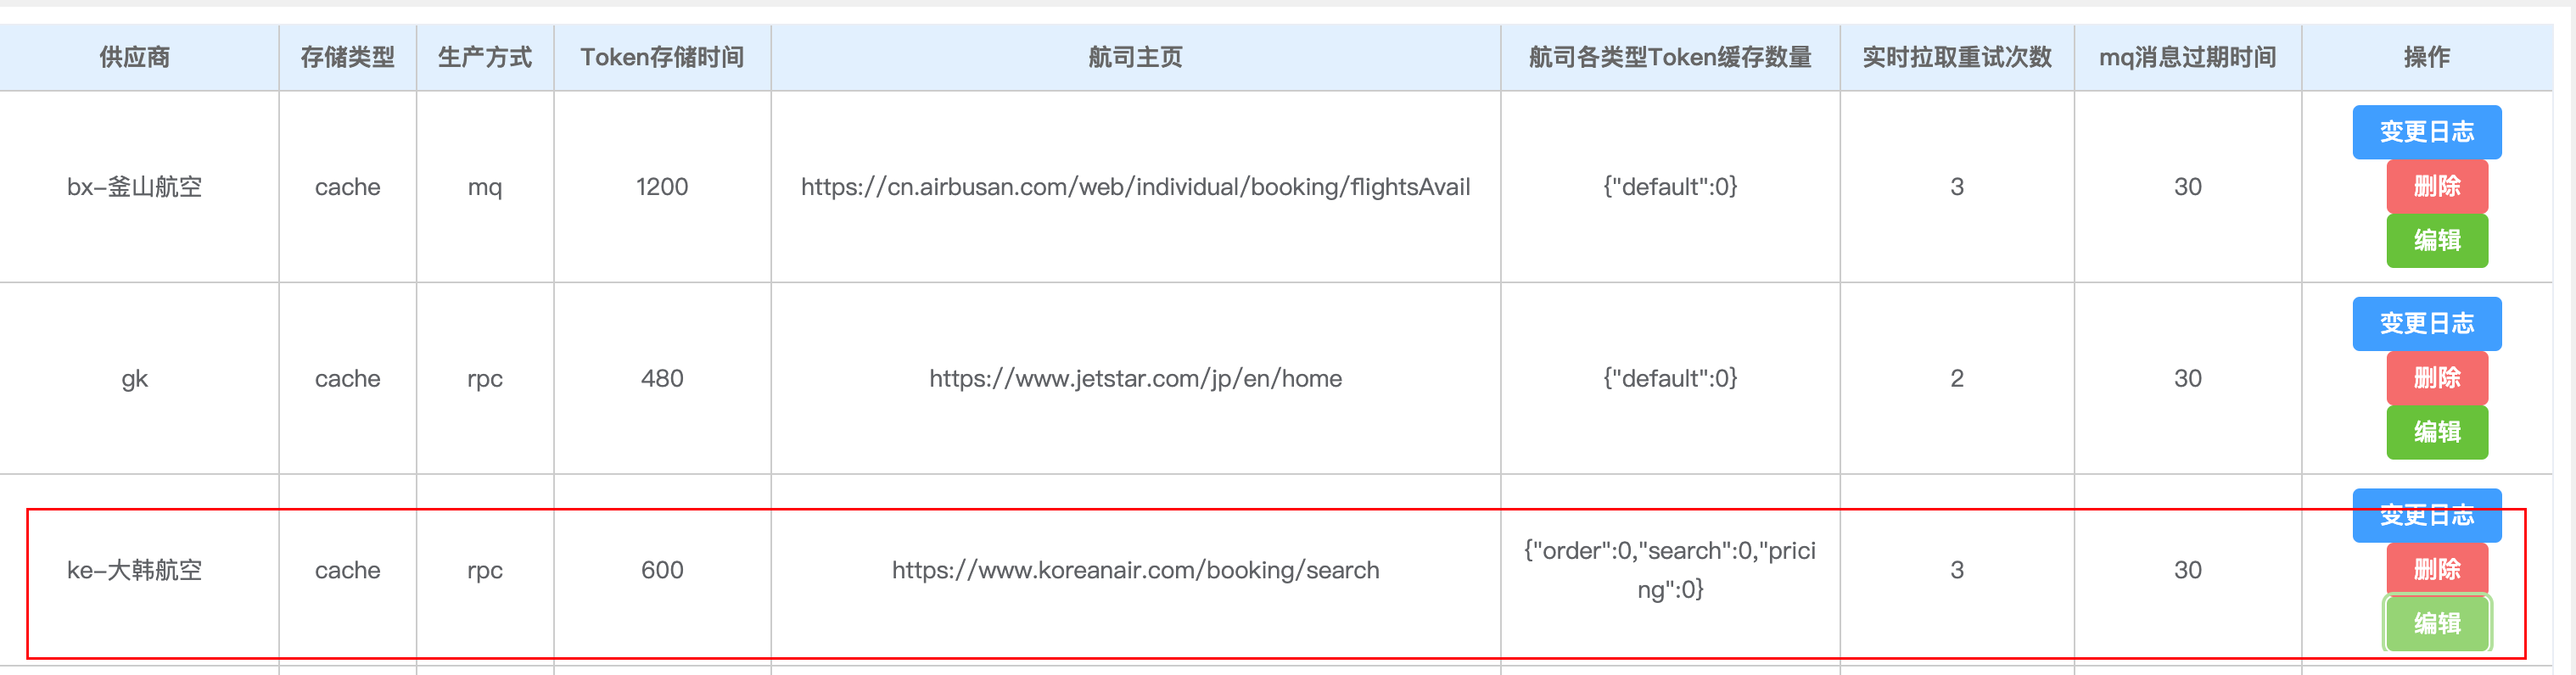 供应商 存储类型 生产方式 Token存储时间 航司主页 航司各类型Token缓存数量 实时拉取重试次数 mq消息过期时间 操作
bx-釜山航空 cache mq 1200 https://cn.airbusan.com/web/individual/booking/flightsAvail {"default":0} 3 30
变更日志
删除
编辑
gk cache rpc 480 https://www.jetstar.com/jp/en/home {"default":0} 2 30
变更日志
删除
编辑
ke-大韩航空 cache rpc 600 https://www.koreanair.com/booking/search {"order":0,"search":0,"prici
ng":0} 3 30
变更日志
删除
编辑